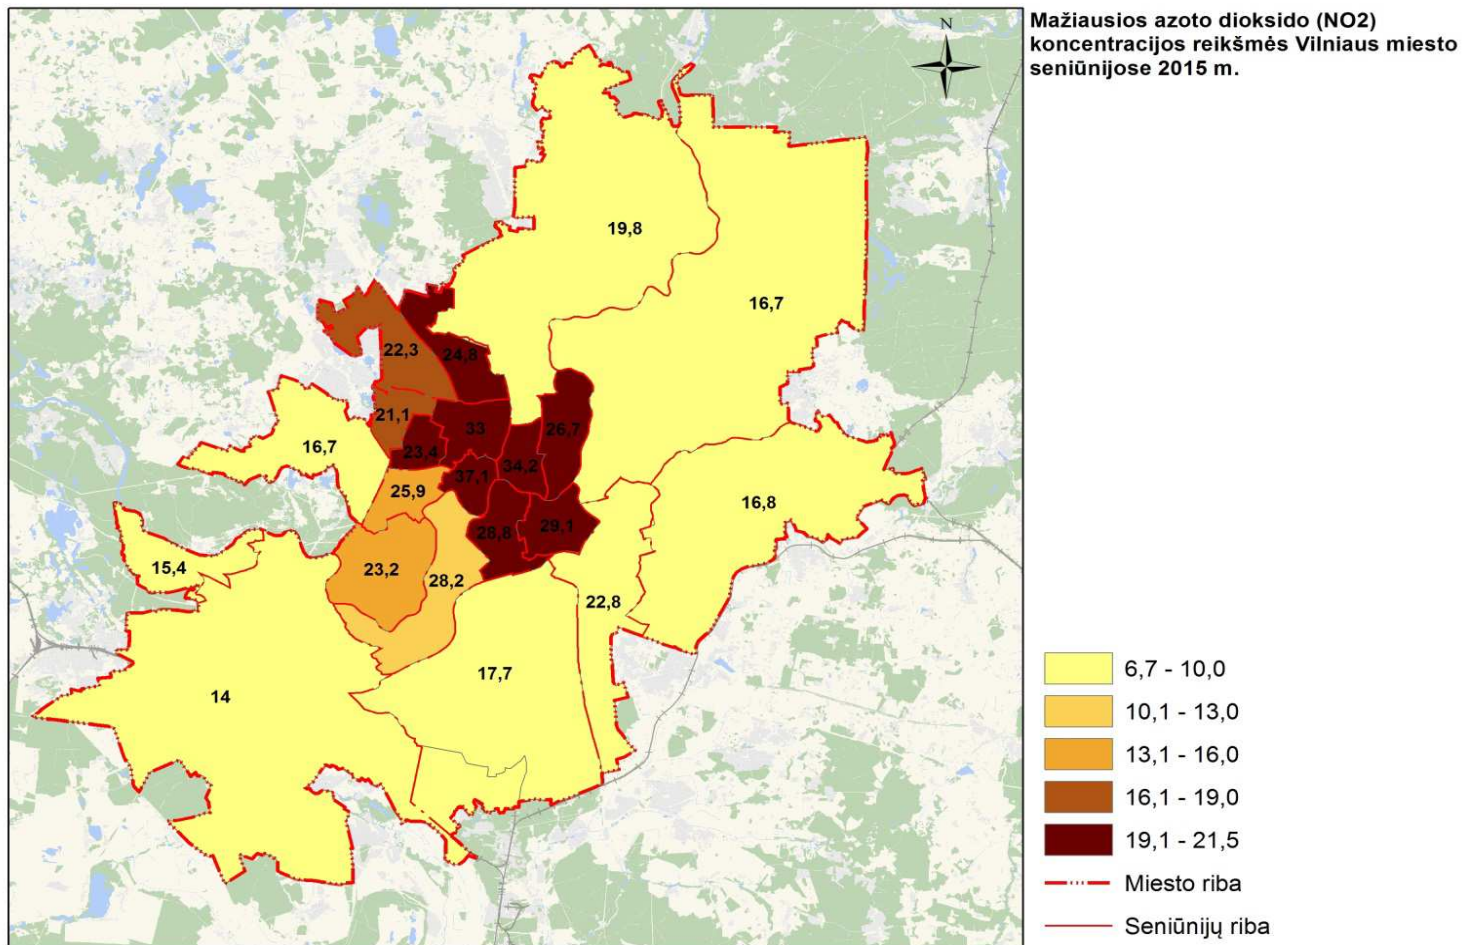 Mažiausios azoto dioksido (NO2)
koncentracijos reikšmės Vilniaus miesto
seniūnijose 2015 m.
N
19,8
16,7
22,3
24,8
21,1
33
26,7
16,7
23,4
34,2
37,1
25,9
16,8
28,8
29,1
15,4
23,2
28,2
22,8
17,7
14
6,7 - 10,0
10,1 - 13,0
13,1 - 16,0
16,1 - 19,0
19,1 - 21,5
Miesto riba
Seniūnijų riba